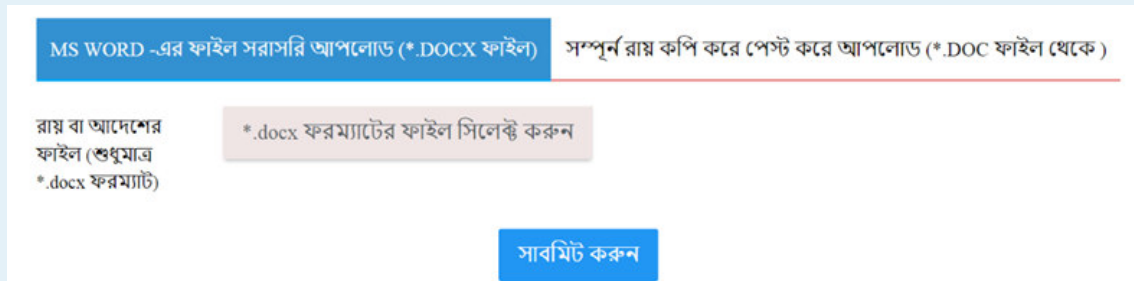 MS WORD -এর ফাইল সরাসরি আপলোড (*.DOCX ফাইল)
সম্পূর্ন রায় কপি করে পেস্ট করে আপলোড (*.DOC ফাইল থেকে )
রায় বা আদেশের
ফাইল (শুধুমাত্র
*.docx ফরম্যাট)
*.docx ফরম্যাটের ফাইল সিলেক্ট করুন
সাবমিট করুন